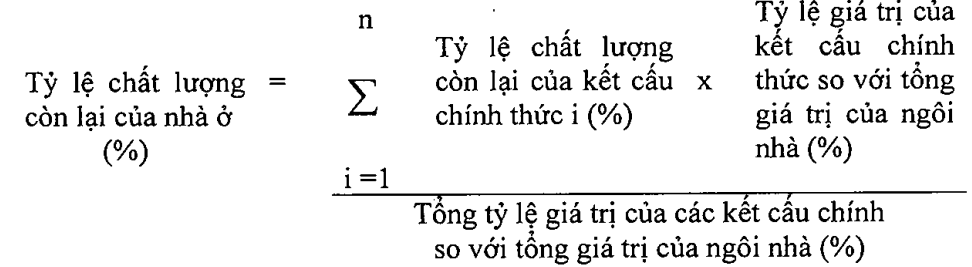 Tỷ lệ chất lượng còn lại của nhà ở (%)
=
n
∑
i =1
Tỷ lệ chất lượng còn lại của kết cấu chính thức i (%)
x
Tỷ lệ giá trị của kết cấu chính thức so với tổng giá trị của ngôi nhà (%)
Tổng tỷ lệ giá trị của các kết cấu chính
so với tổng giá trị của ngôi nhà (%)